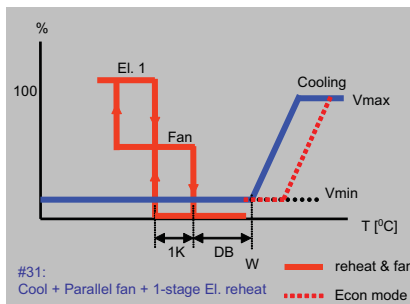 %
El. 1
Cooling
100
Vmax
Fan
Vmin
T [⁰C]
1K
DB
W
#31:
reheat & fan
Cool + Parallel fan + 1-stage El. reheat
Econ mode